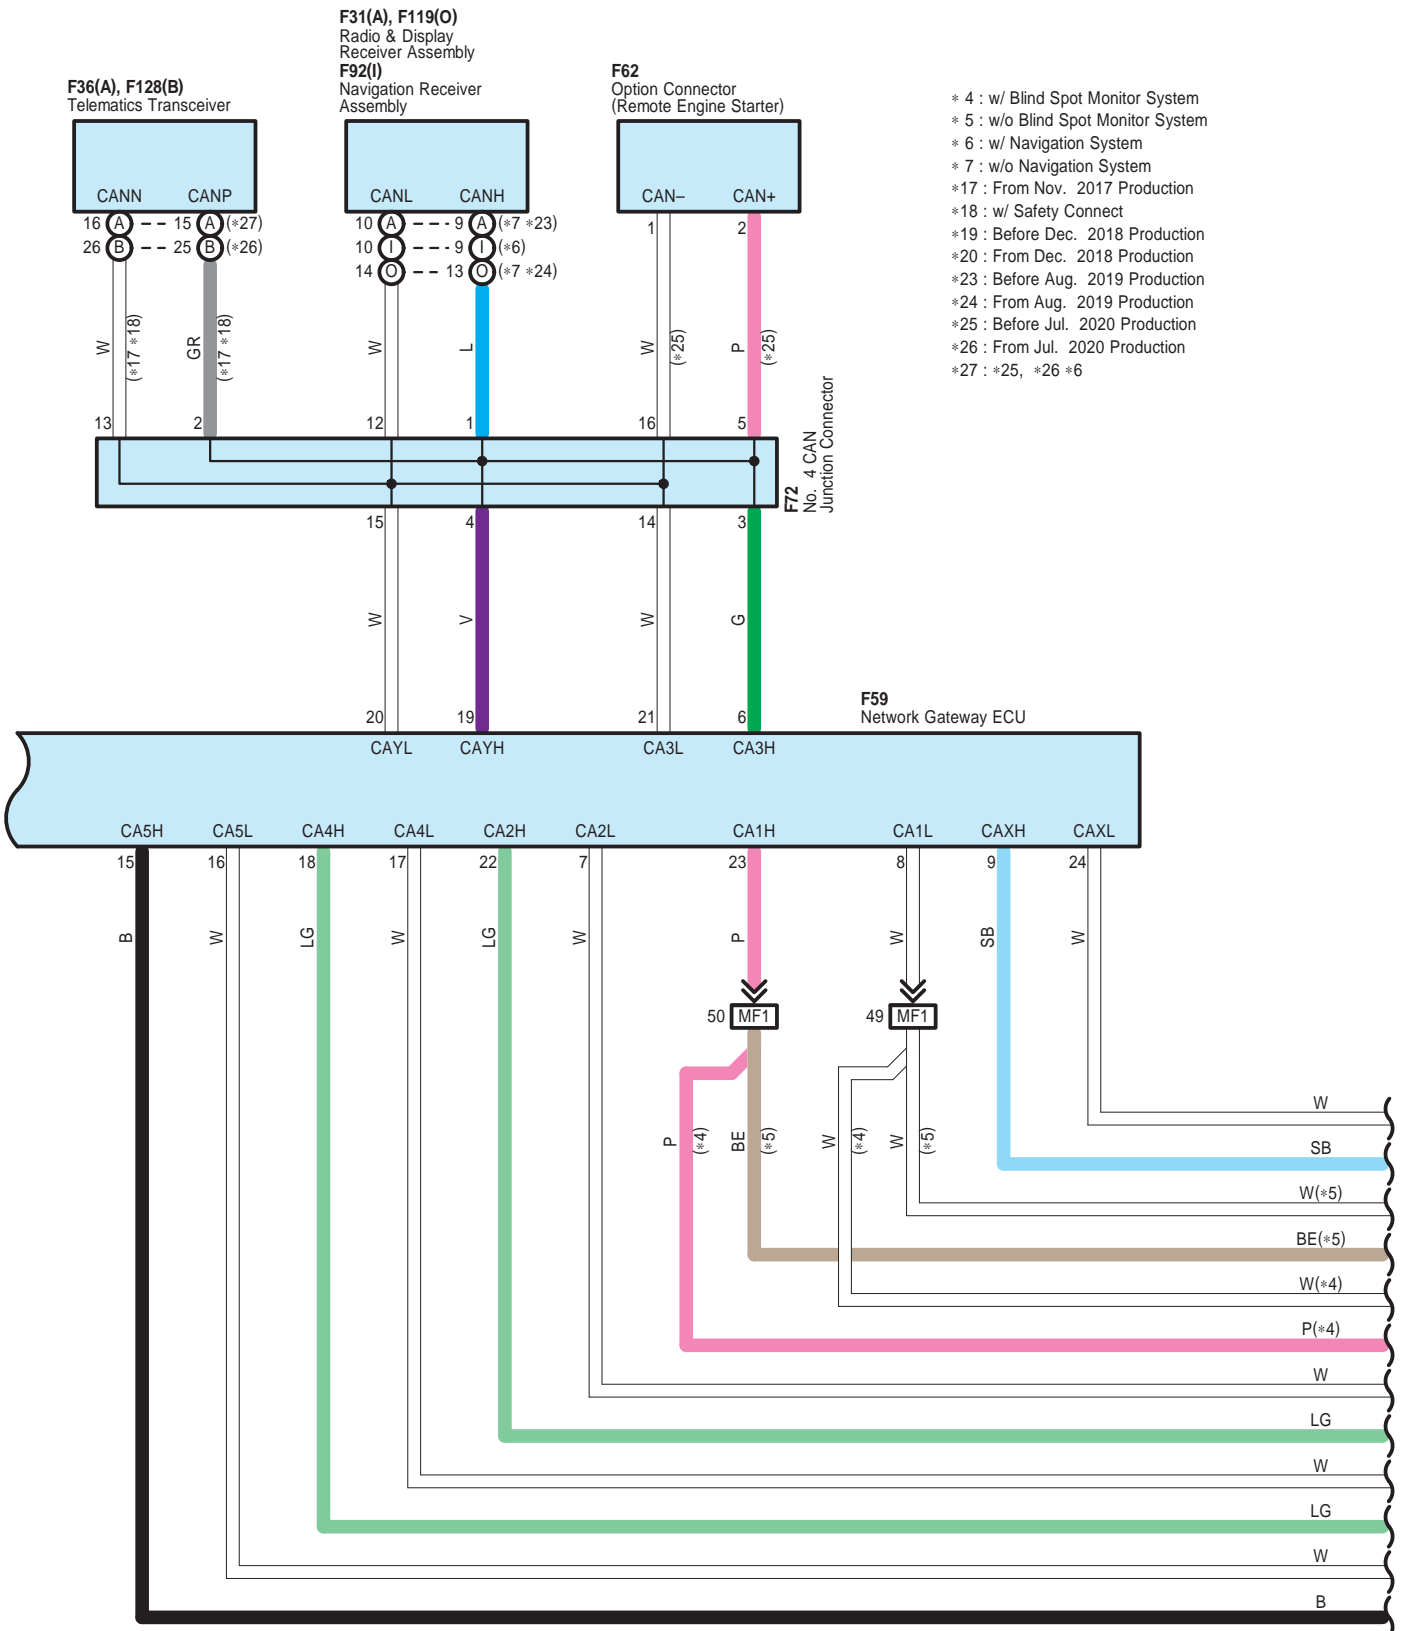 F31(A), F119(O)
Radio & Display
Receiver Assembly
F92(I)
Navigation Receiver
Assembly
F36(A), F128(B)
Telematics Transceiver
F62
Option Connector
(Remote Engine Starter)
∗ 4 : w/ Blind Spot Monitor System
∗ 5 : w/o Blind Spot Monitor System
∗ 6 : w/ Navigation System
∗ 7 : w/o Navigation System
∗17 : From Nov. 2017 Production
∗18 : w/ Safety Connect
∗19 : Before Dec. 2018 Production
∗20 : From Dec. 2018 Production
∗23 : Before Aug. 2019 Production
∗24 : From Aug. 2019 Production
∗25 : Before Jul. 2020 Production
∗26 : From Jul. 2020 Production
∗27 : ∗25, ∗26 ∗6
CANN CANP CANL CANH CAN– CAN+
16 A 15 A (∗27) 10 A 9 A (∗7 ∗23) 1 2
26 B 25 B (∗26) 10 I 9 I (∗6)
14 O 13 O (∗7 ∗24)
W (∗17 ∗18) GR (∗17 ∗18) W L W (∗25) P (∗25)
13 2 12 1 16 5
F72
No. 4 CAN
Junction Connector
15 4 14 3
W V W G
F59
Network Gateway ECU
20 19 21 6
CAYL CAYH CA3L CA3H
CA5H CA5L CA4H CA4L CA2H CA2L CA1H CA1L CAXH CAXL
15 16 18 17 22 7 23 8 9 24
B W LG W LG W P W SB W
50 MF1 49 MF1
P (∗4) BE (∗5) W (∗4) W (∗5)
W
SB
W(∗5)
BE(∗5)
W(∗4)
P(∗4)
W
LG
W
LG
W
B